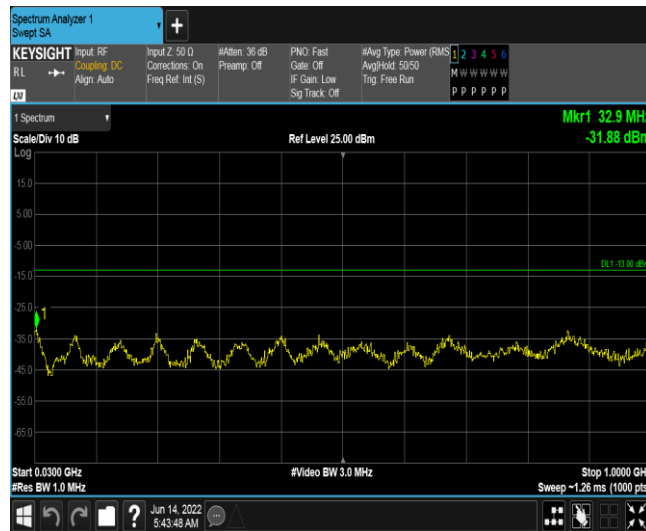 Spectrum Analyzer 1
Swept SA
KEYSIGHT
RL
LXI
Input: RF
Coupling: DC
Align: Auto
Input Z: 50 Ω
Corrections: On
Freq Ref: Int (S)
#Atten: 36 dB
Preamp: Off
PNO: Fast
Gate: Off
IF Gain: Low
Sig Track: Off
#Avg Type: Power (RMS
Avg|Hold: 50/50
Trig: Free Run
1 2 3 4 5 6
M W W W W W
P P P P P P
1 Spectrum
Scale/Div 10 dB
Ref Level 25.00 dBm
Mkr1 32.9 MHz
-31.88 dBm
Log
15.0
5.00
-5.00
DL1 -13.00 dBm
-15.0
-25.0
1
-35.0
-45.0
-55.0
-65.0
Start 0.0300 GHz
#Res BW 1.0 MHz
#Video BW 3.0 MHz
Stop 1.0000 GH
Sweep ~1.26 ms (1000 pts
?
Jun 14, 2022
5:43:48 AM